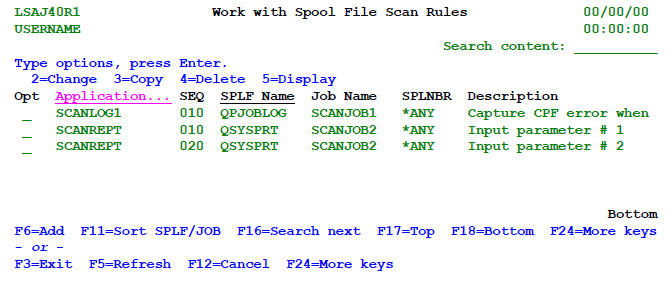 LSAJ40R1 Work with Spool File Scan Rules 00/00/00
USERNAME 00:00:00
Search content: __________
Type options, press Enter.
2=Change 3=Copy 4=Delete 5=Display
Opt Application... SEQ SPLF Name Job Name SPLNBR Description
_ SCANLOG1 010 QPJOBLOG SCANJOB1 *ANY Capture CPF error when
_ SCANREPT 010 QSYSPRT SCANJOB2 *ANY Input parameter # 1
_ SCANREPT 020 QSYSPRT SCANJOB2 *ANY Input parameter # 2
Bottom
F6=Add F11=Sort SPLF/JOB F16=Search next F17=Top F18=Bottom F24=More keys
- or -
F3=Exit F5=Refresh F12=Cancel F24=More keys